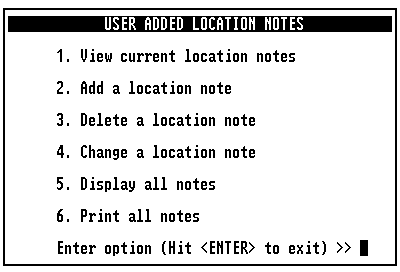 USER ADDED LOCATION NOTES
1. View current location notes
2. Add a location note
3. Delete a location note
4. Change a location note
5. Display all notes
6. Print all notes
Enter option (Hit <ENTER> to exit) >>